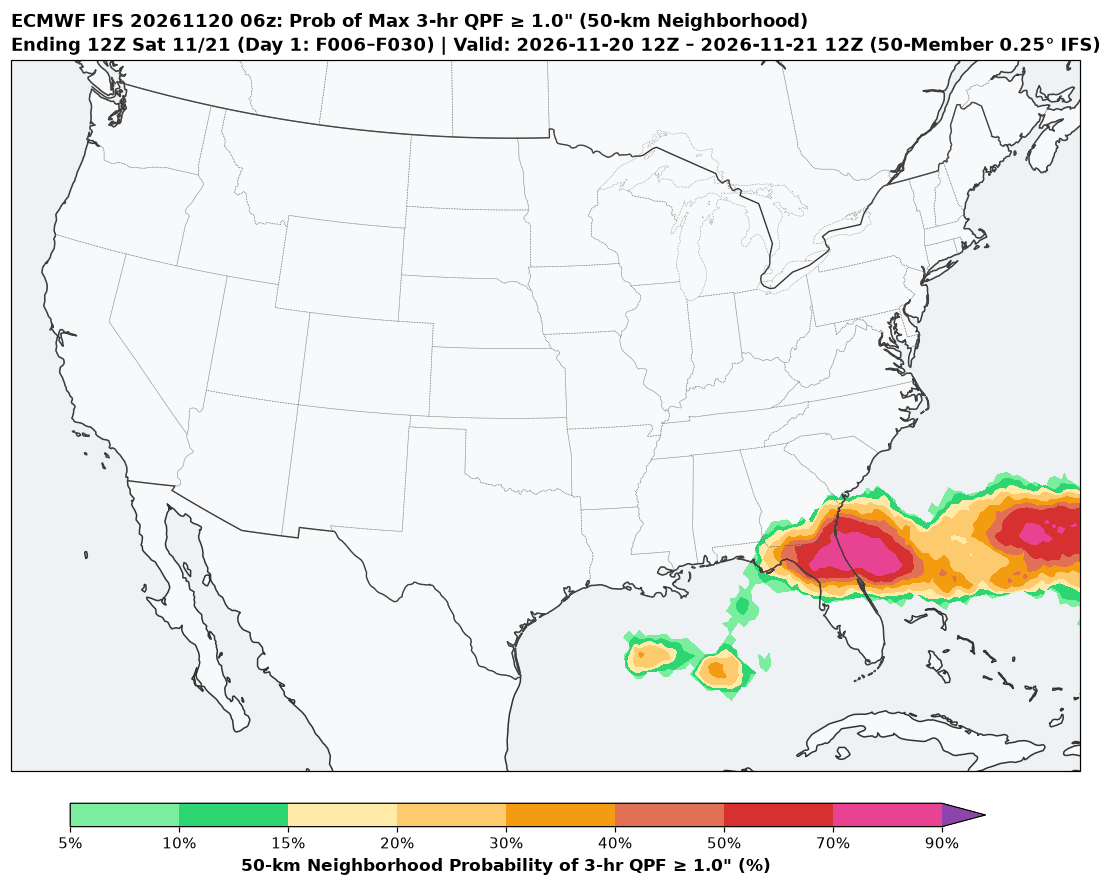 ECMWF IFS 20261120 06z: Prob of Max 3-hr QPF ≥ 1.0" (50-km Neighborhood)
Ending 12Z Sat 11/21 (Day 1: F006–F030) | Valid: 2026-11-20 12Z – 2026-11-21 12Z (50-Member 0.25° IFS)
5% 10% 15% 20% 30% 40% 50% 70% 90%
50-km Neighborhood Probability of 3-hr QPF ≥ 1.0" (%)